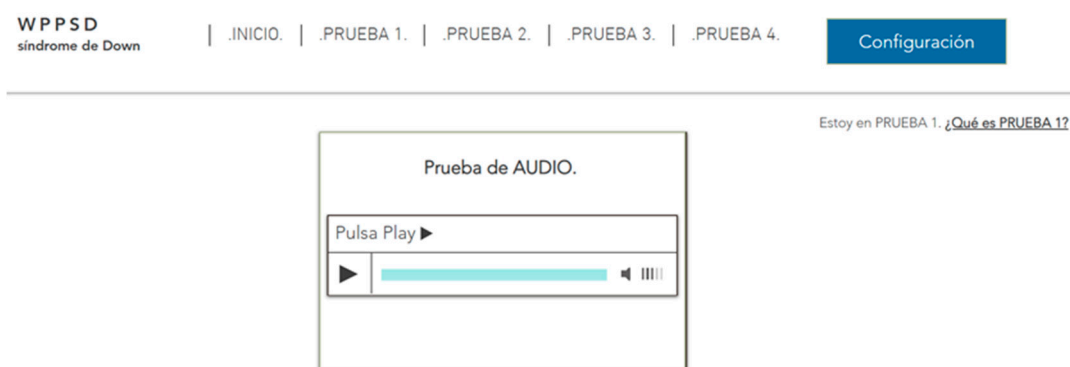 WPPSD
síndrome de Down
| .INICIO. | .PRUEBA 1. | .PRUEBA 2. | .PRUEBA 3. | .PRUEBA 4.
Configuración
Estoy en PRUEBA 1. ¿Qué es PRUEBA 1?
Prueba de AUDIO.
Pulsa Play ▶